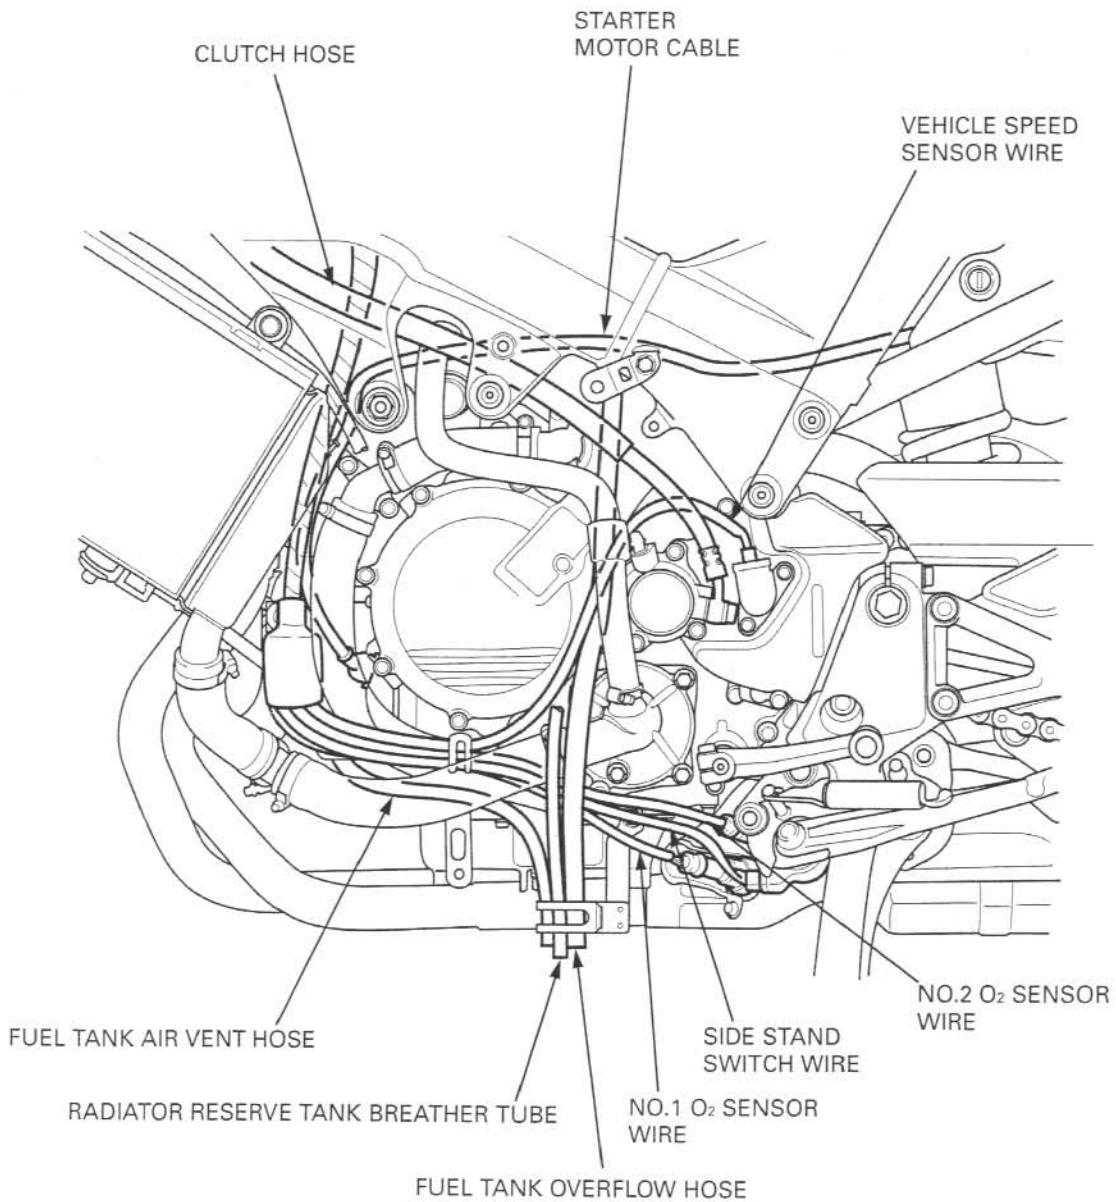 STARTER
MOTOR CABLE
CLUTCH HOSE
VEHICLE SPEED
SENSOR WIRE
NO.2 O₂ SENSOR
WIRE
FUEL TANK AIR VENT HOSE
SIDE STAND
SWITCH WIRE
RADIATOR RESERVE TANK BREATHER TUBE
NO.1 O₂ SENSOR
WIRE
FUEL TANK OVERFLOW HOSE